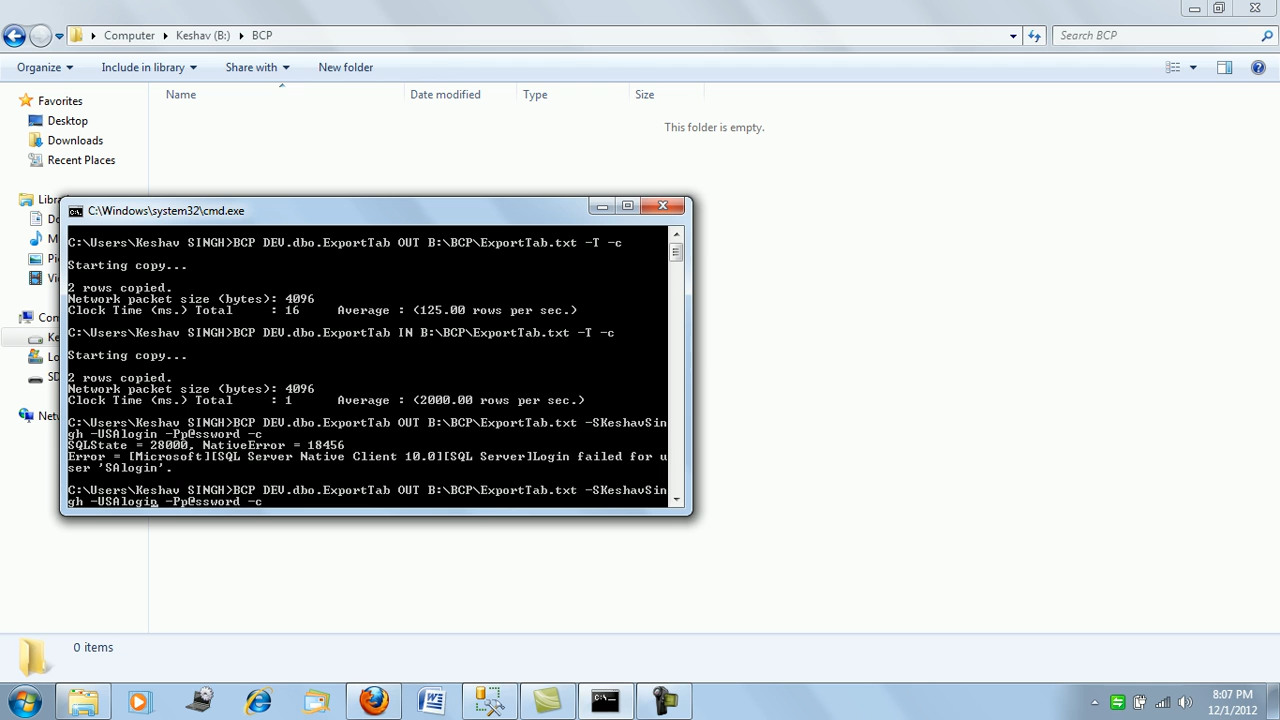 Computer Keshav (B:) BCP
Search BCP
Organize Include in library Share with New folder
Name Date modified Type Size
This folder is empty.
Favorites
Desktop
Downloads
Recent Places
C:\Windows\system32\cmd.exe
C:\Users\Keshav SINGH>BCP DEV.dbo.ExportTab OUT B:\BCP\ExportTab.txt -T -c
Starting copy...
2 rows copied.
Network packet size (bytes): 4096
Clock Time (ms.) Total : 16 Average : (125.00 rows per sec.)
C:\Users\Keshav SINGH>BCP DEV.dbo.ExportTab IN B:\BCP\ExportTab.txt -T -c
Starting copy...
2 rows copied.
Network packet size (bytes): 4096
Clock Time (ms.) Total : 1 Average : (2000.00 rows per sec.)
C:\Users\Keshav SINGH>BCP DEV.dbo.ExportTab OUT B:\BCP\ExportTab.txt -SKeshavSin
gh -USAlogin -Pp@ssword -c
SQLState = 28000, NativeError = 18456
Error = [Microsoft][SQL Server Native Client 10.0][SQL Server]Login failed for u
ser 'SAlogin'.
C:\Users\Keshav SINGH>BCP DEV.dbo.ExportTab OUT B:\BCP\ExportTab.txt -SKeshavSin
gh -USAlogin -Pp@ssword -c
0 items
8:07 PM
12/1/2012